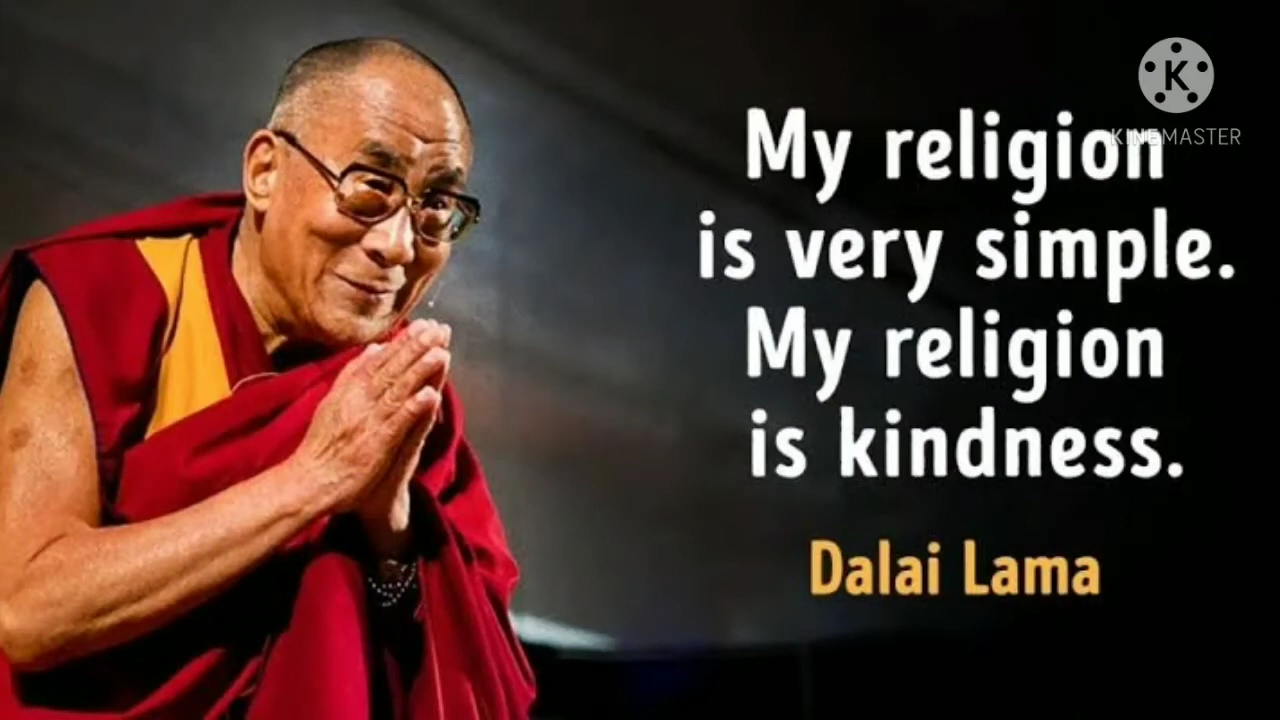 K
KINEMASTER
My religion
is very simple.
My religion
is kindness.
Dalai Lama